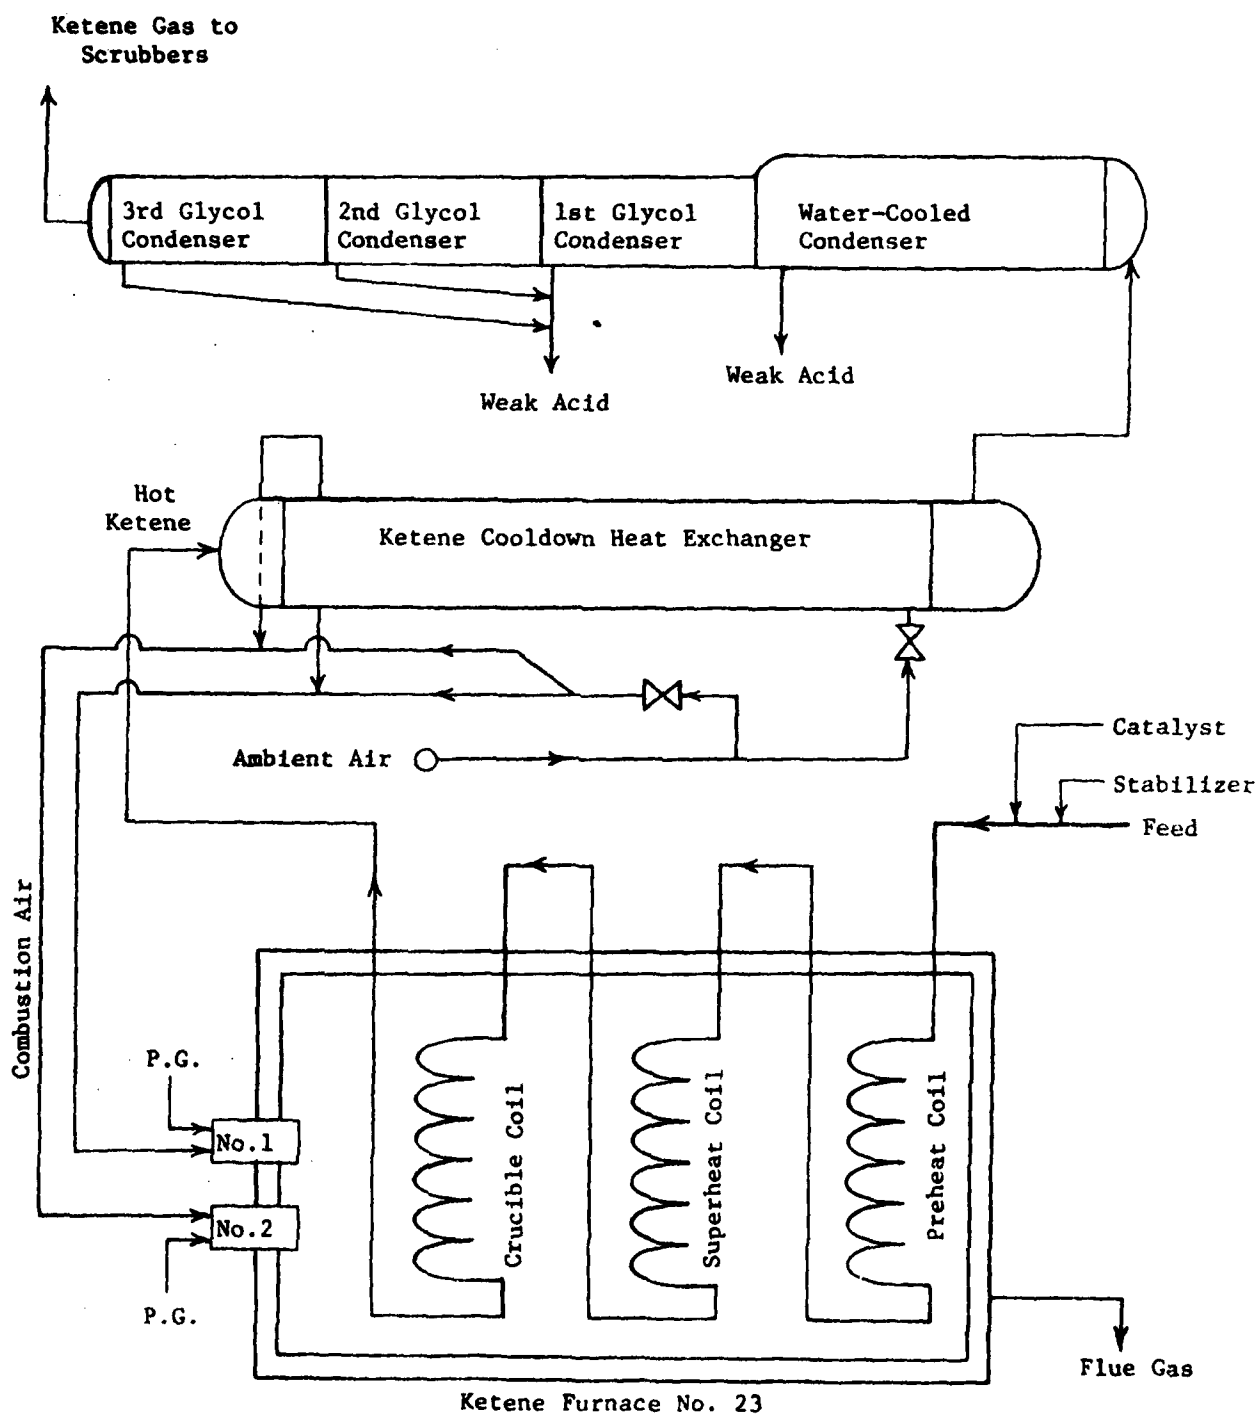 Ketene Gas to
Scrubbers
3rd Glycol
Condenser
2nd Glycol
Condenser
1st Glycol
Condenser
Water-Cooled
Condenser
Weak Acid
Weak Acid
Hot
Ketene
Ketene Cooldown Heat Exchanger
Ambient Air
Catalyst
Stabilizer
Feed
Combustion Air
P.G.
No.1
No.2
P.G.
Crucible Coil
Superheat Coil
Preheat Coil
Flue Gas
Ketene Furnace No. 23